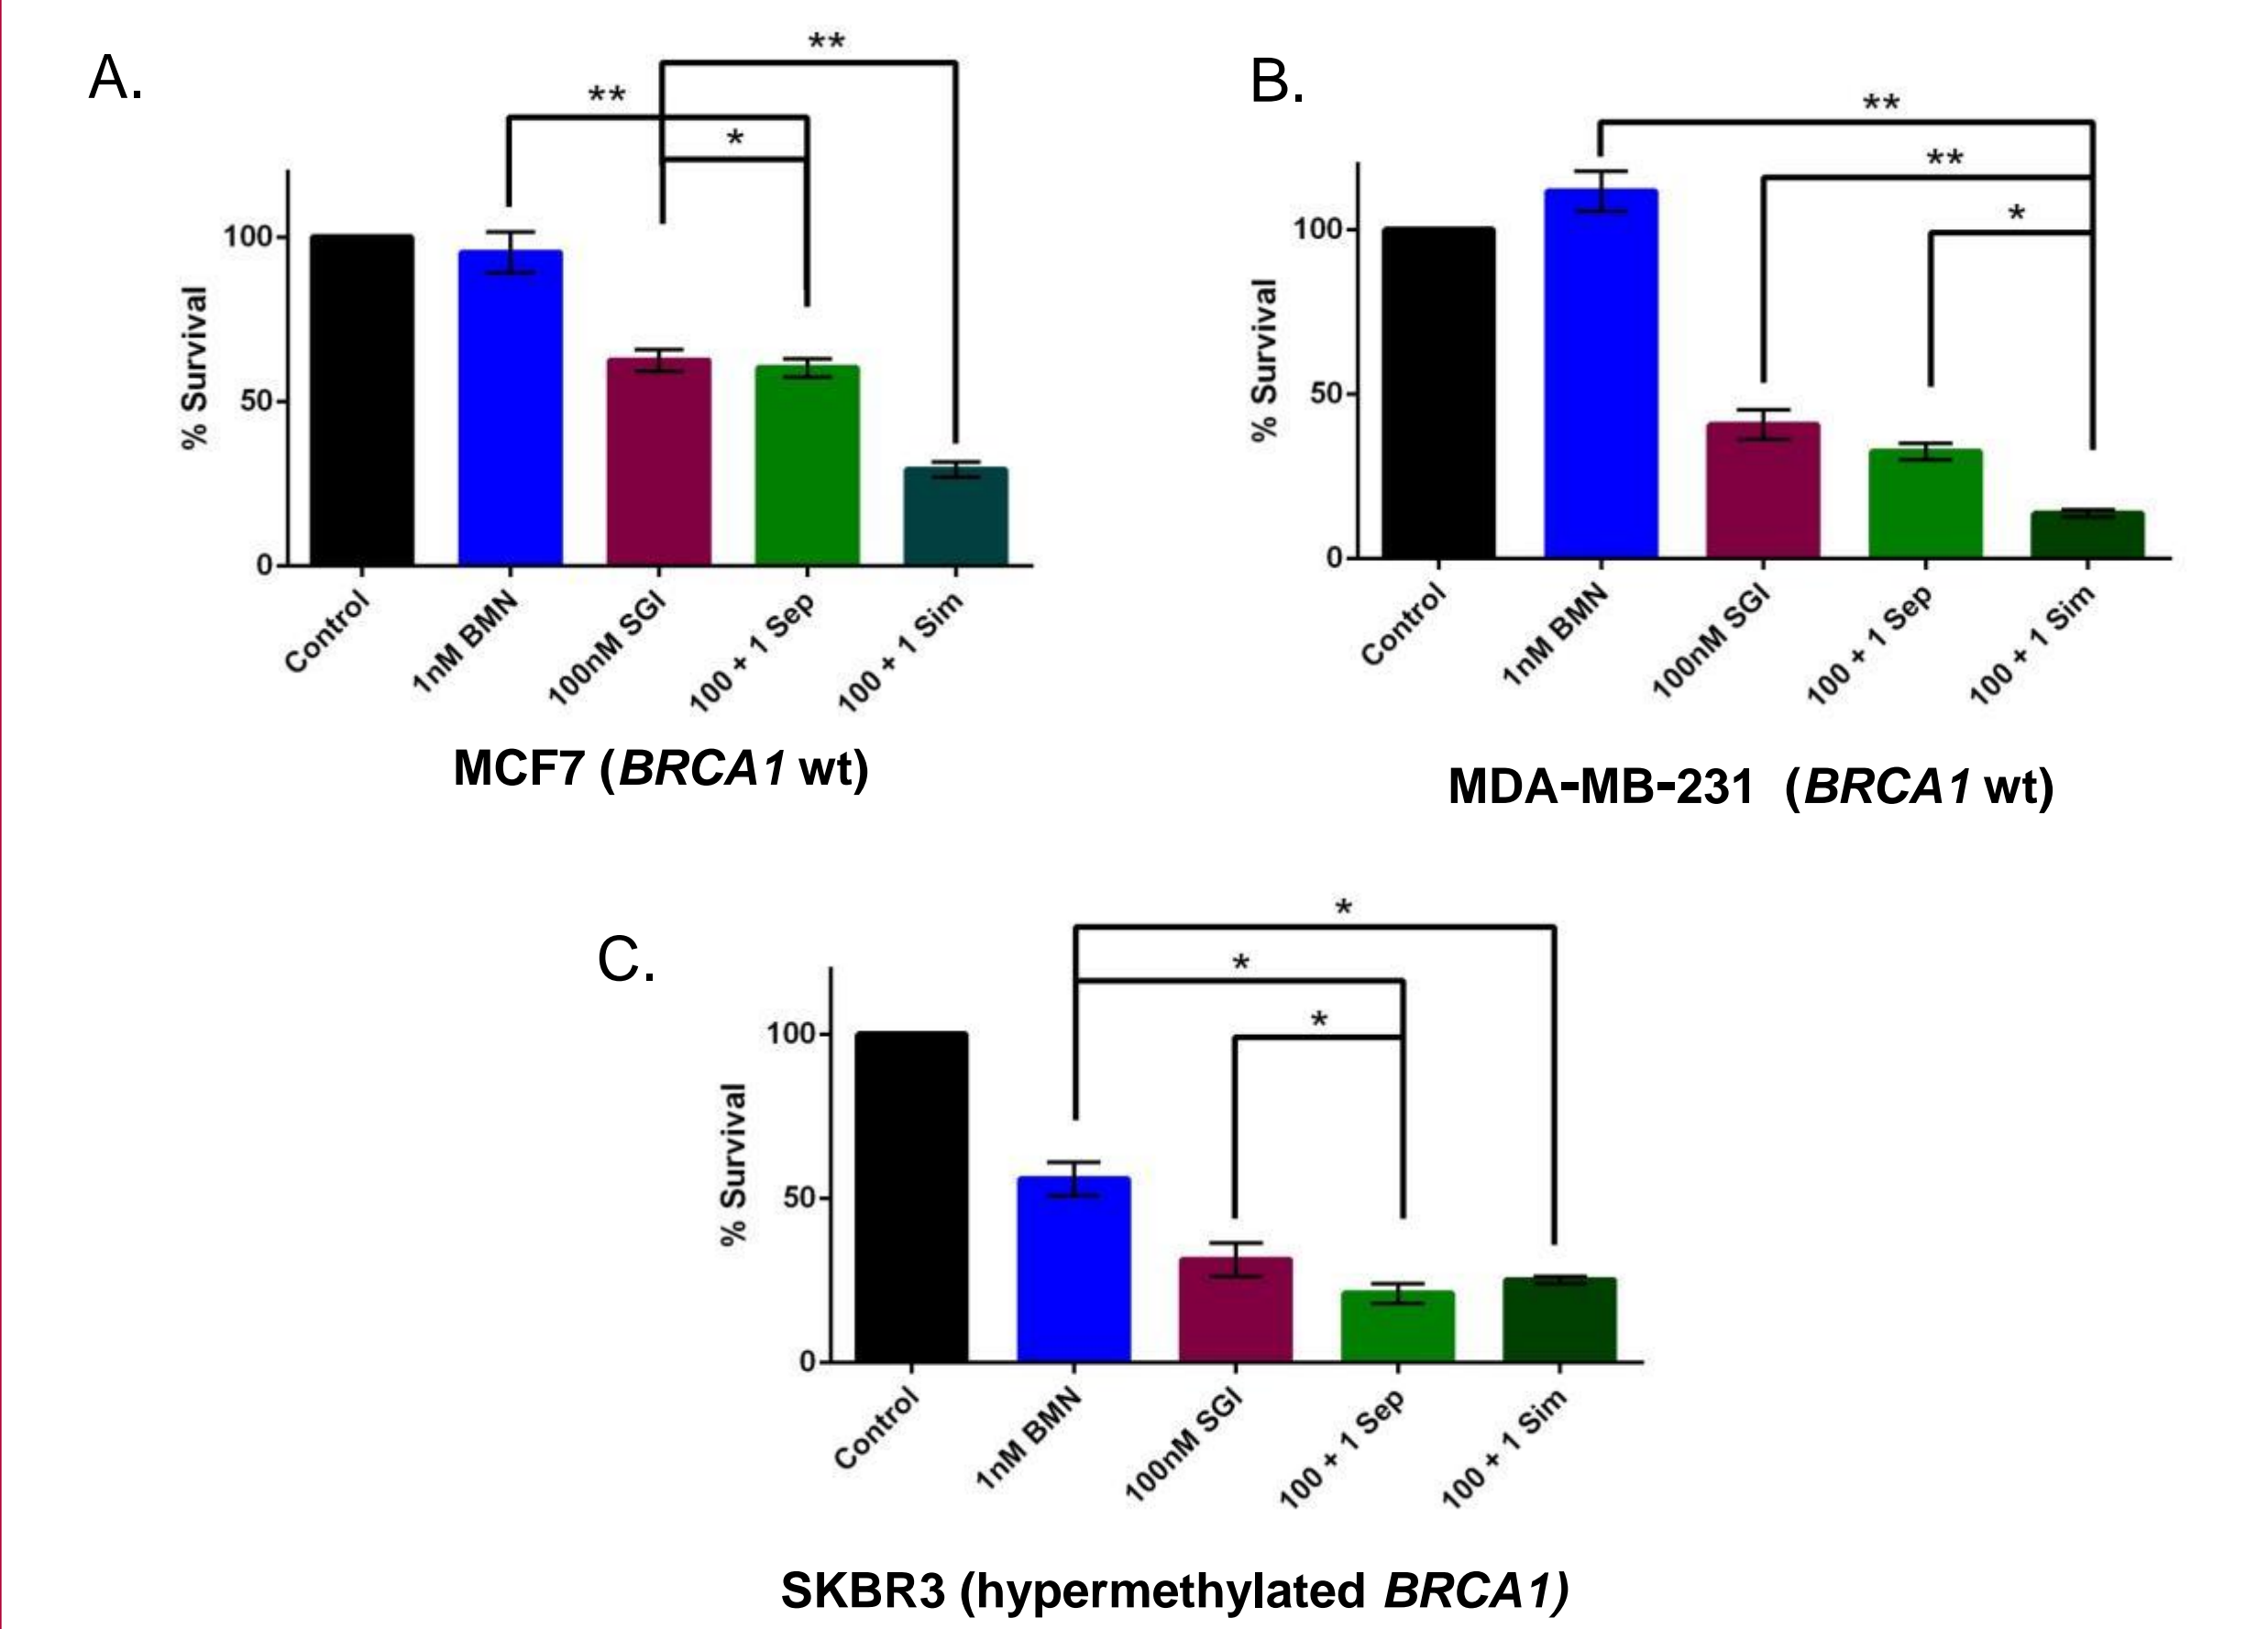 A.
**
**
*
% Survival
100
50
0
Control
1nM BMN
100nM SGI
100 + 1 Sep
100 + 1 Sim
MCF7 (BRCA1 wt)
B.
**
**
*
% Survival
100
50
0
Control
1nM BMN
100nM SGI
100 + 1 Sep
100 + 1 Sim
MDA-MB-231 (BRCA1 wt)
C.
*
*
*
% Survival
100
50
0
Control
1nM BMN
100nM SGI
100 + 1 Sep
100 + 1 Sim
SKBR3 (hypermethylated BRCA1)